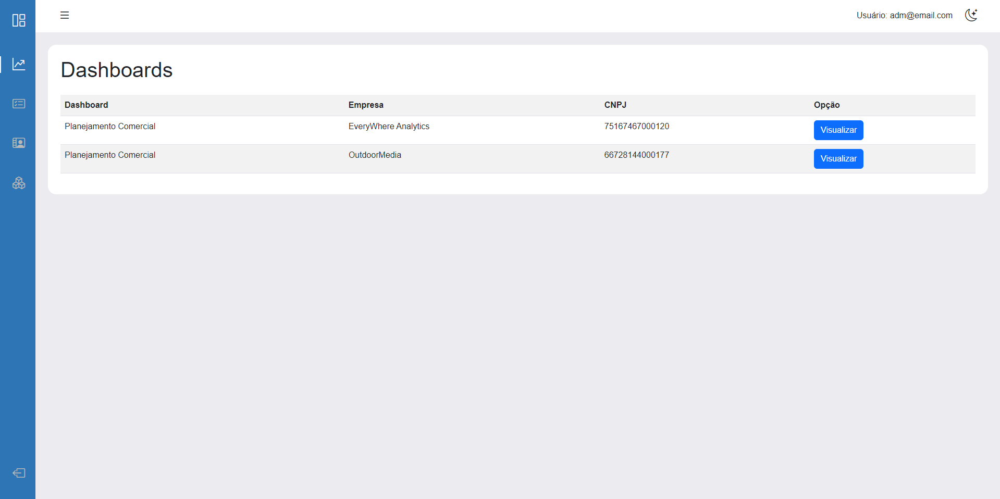 Usuário: adm@email.com
Dashboards
Dashboard Empresa CNPJ Opção
Planejamento Comercial EveryWhere Analytics 75167467000120 Visualizar
Planejamento Comercial OutdoorMedia 66728144000177 Visualizar